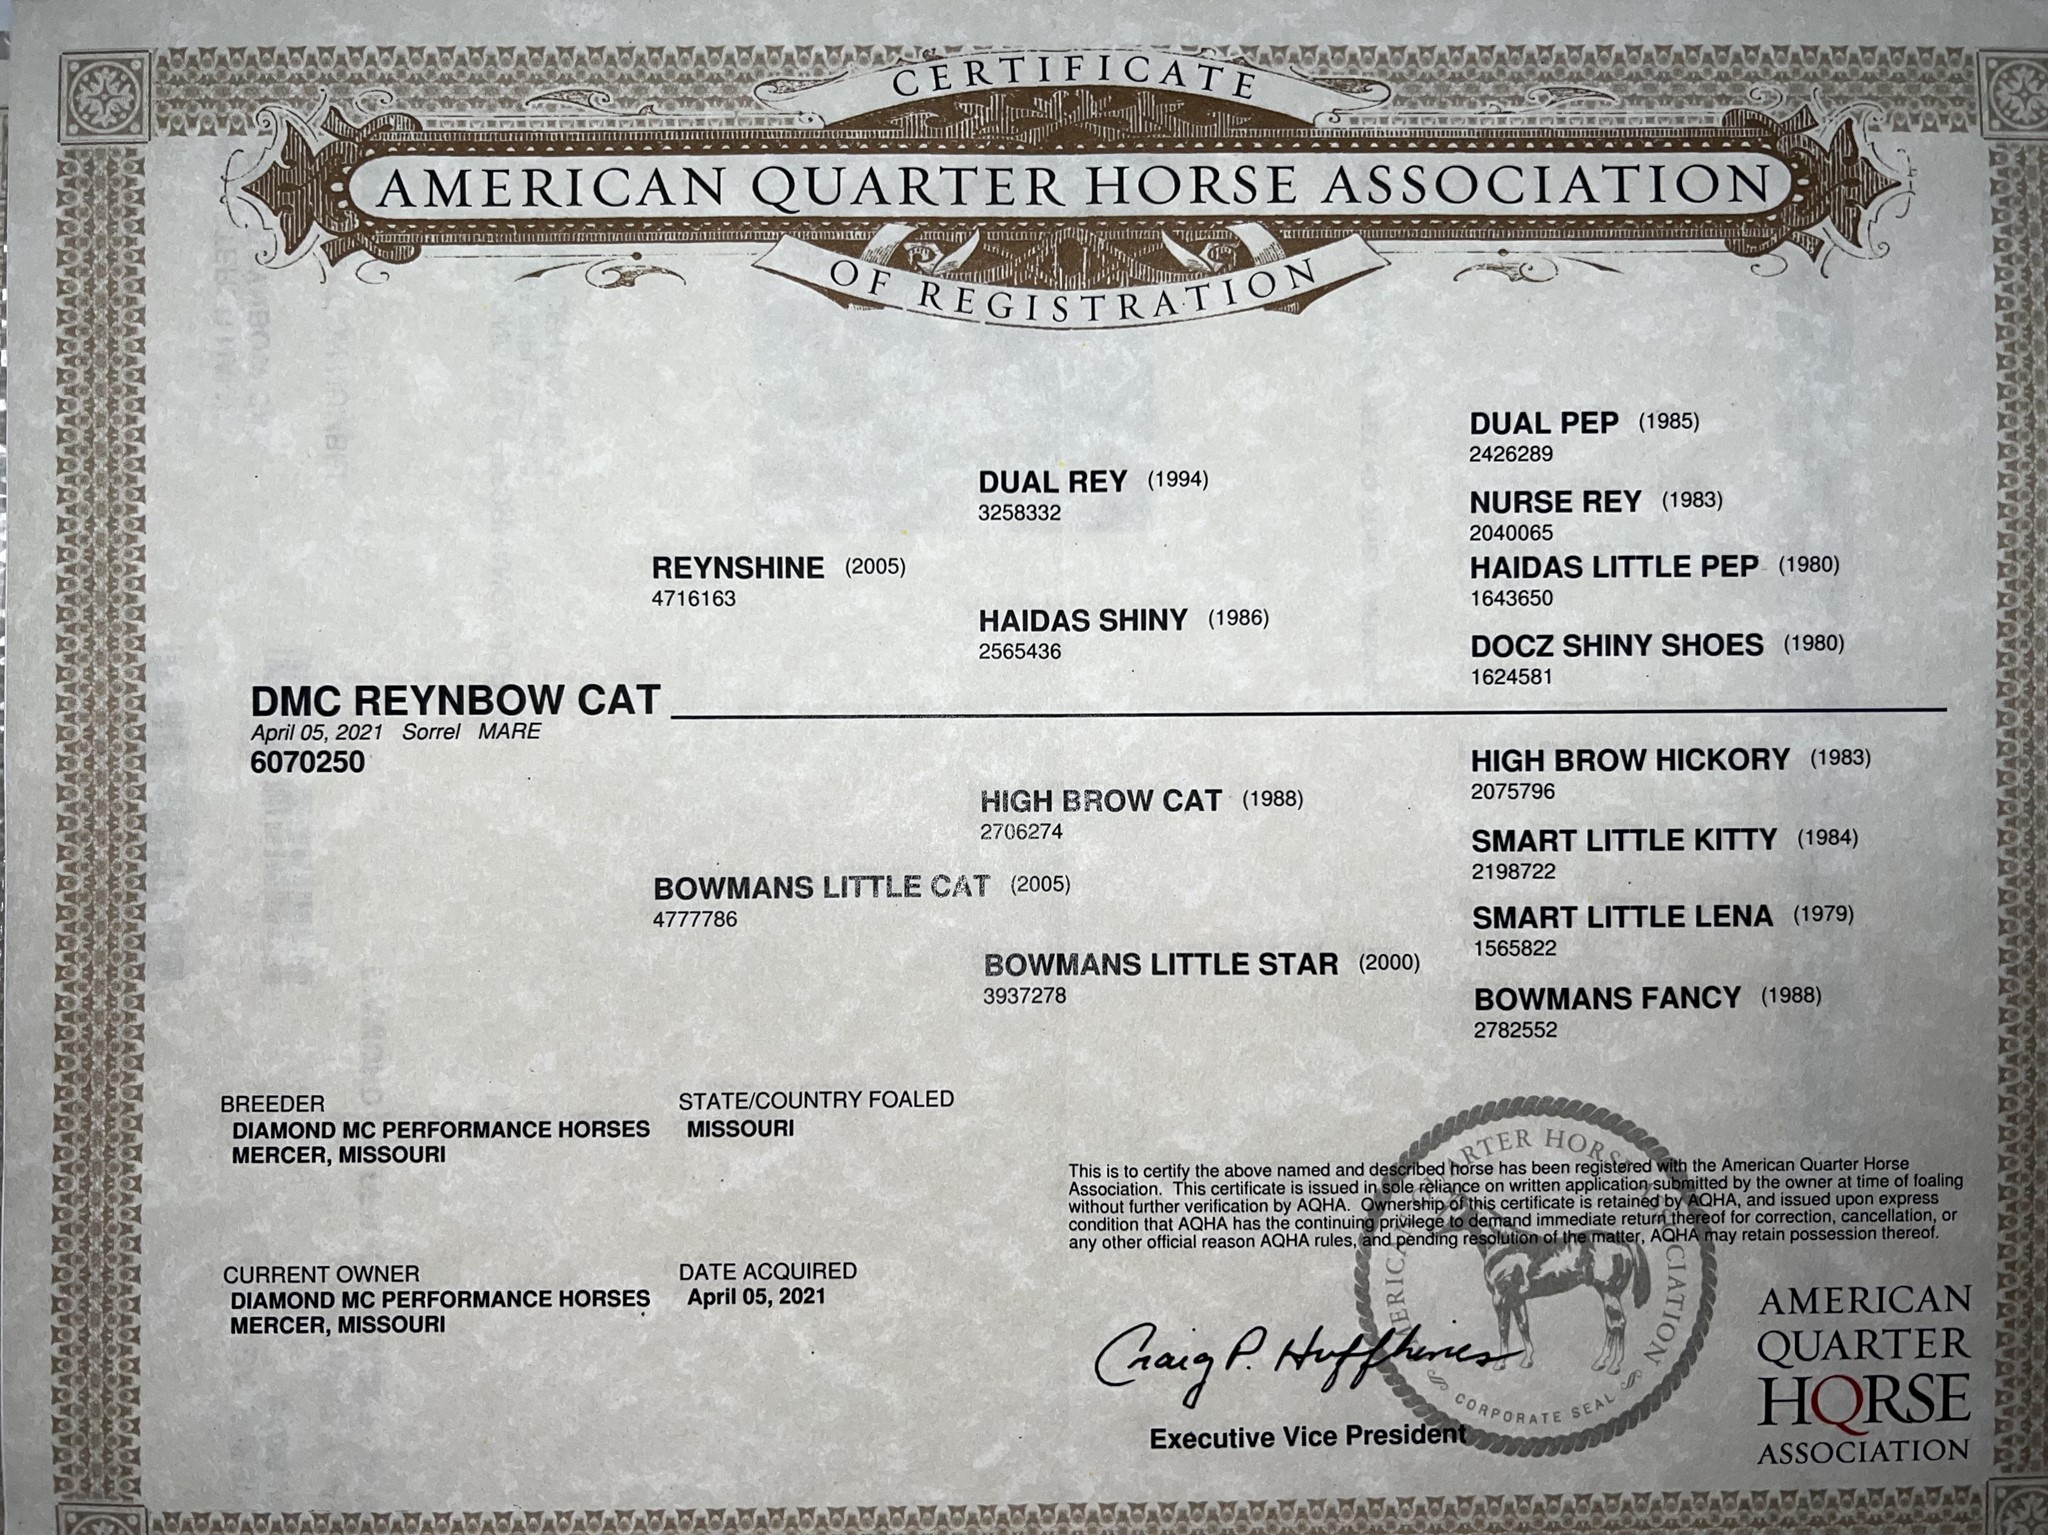 CERTIFICATE
AMERICAN QUARTER HORSE ASSOCIATION
OF REGISTRATION
DUAL PEP (1985)
2426289
DUAL REY (1994)
3258332
NURSE REY (1983)
2040065
REYNSHINE (2005)
4716163
HAIDAS LITTLE PEP (1980)
1643650
HAIDAS SHINY (1986)
2565436
DOCZ SHINY SHOES (1980)
1624581
DMC REYNBOW CAT
April 05, 2021 Sorrel MARE
6070250
HIGH BROW HICKORY (1983)
2075796
HIGH BROW CAT (1988)
2706274
SMART LITTLE KITTY (1984)
2198722
BOWMANS LITTLE CAT (2005)
4777786
SMART LITTLE LENA (1979)
1565822
BOWMANS LITTLE STAR (2000)
3937278
BOWMANS FANCY (1988)
2782552
BREEDER
DIAMOND MC PERFORMANCE HORSES
MERCER, MISSOURI
STATE/COUNTRY FOALED
MISSOURI
CURRENT OWNER
DIAMOND MC PERFORMANCE HORSES
MERCER, MISSOURI
DATE ACQUIRED
April 05, 2021
This is to certify the above named and described horse has been registered with the American Quarter Horse
Association. This certificate is issued in sole reliance on written application submitted by the owner at time of foaling
without further verification by AQHA. Ownership of this certificate is retained by AQHA, and issued upon express
condition that AQHA has the continuing privilege to demand immediate return thereof for correction, cancellation, or
any other official reason AQHA rules, and pending resolution of the matter, AQHA may retain possession thereof.
Craig P. Huffhines
Executive Vice President
AMERICAN QUARTER HORSE ASSOCIATION
CORPORATE SEAL
AMERICAN
QUARTER
HORSE
ASSOCIATION